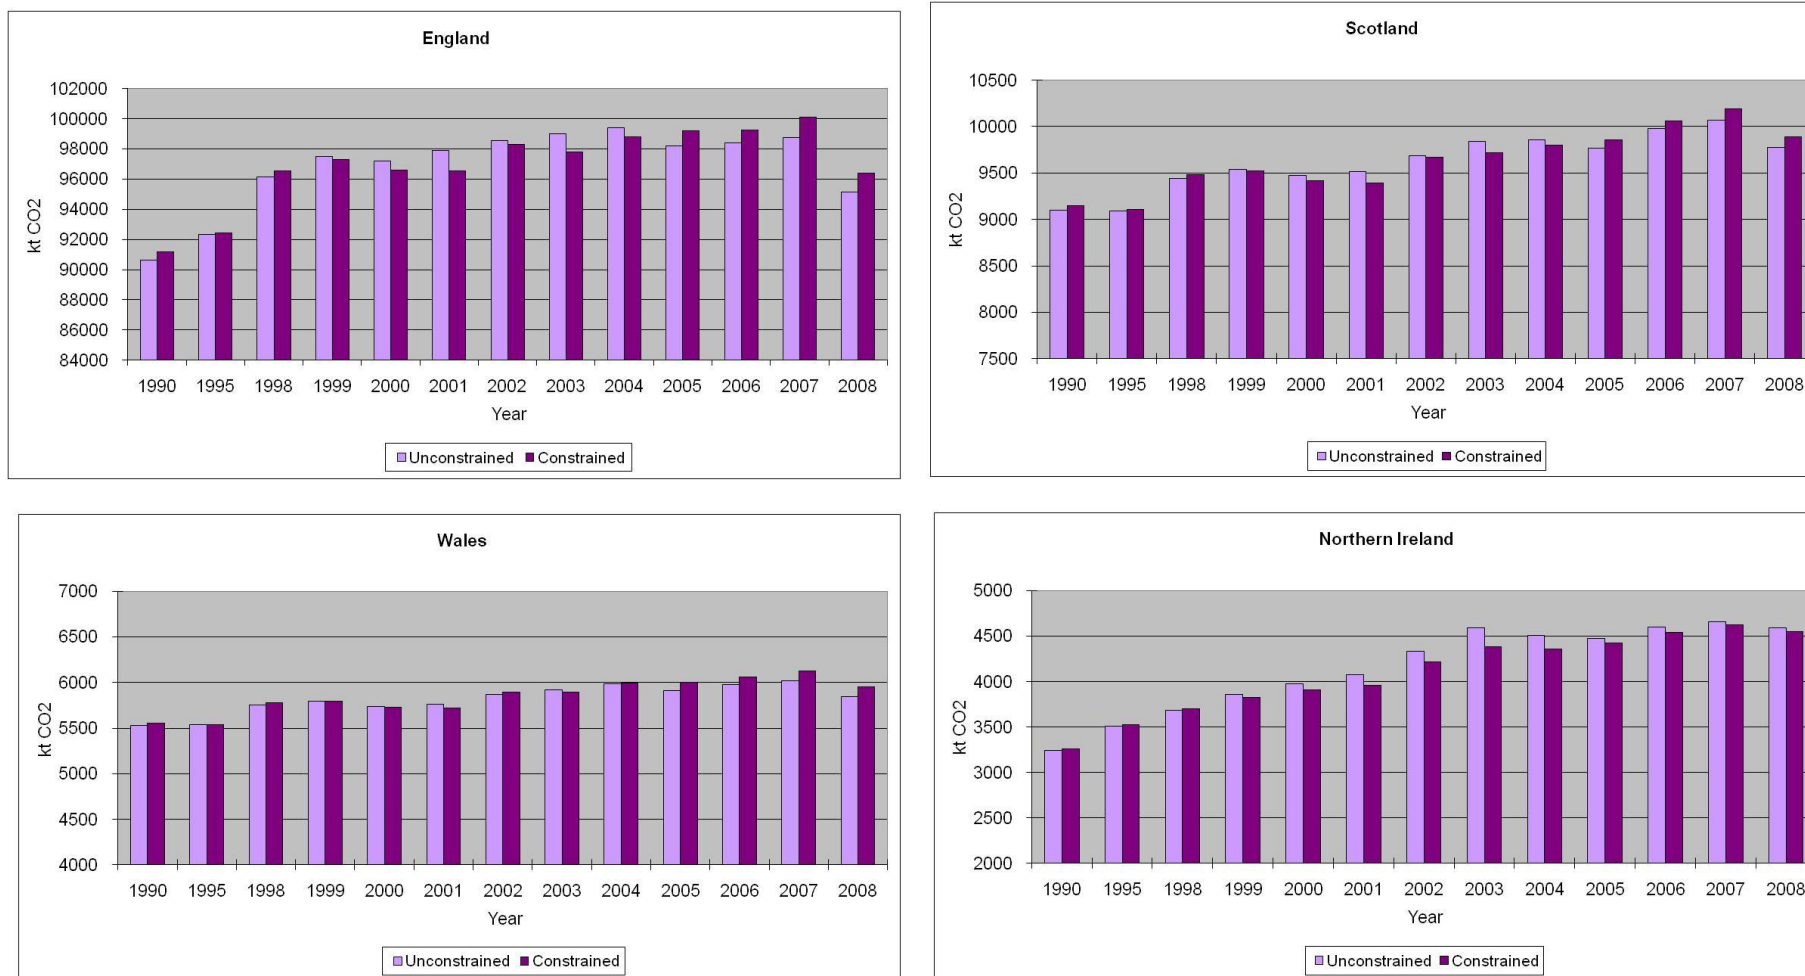 England
102000
100000
98000
96000
94000
92000
90000
88000
86000
84000
kt CO2
1990 1995 1998 1999 2000 2001 2002 2003 2004 2005 2006 2007 2008
Year
Unconstrained Constrained
Scotland
10500
10000
9500
9000
8500
8000
7500
kt CO2
1990 1995 1998 1999 2000 2001 2002 2003 2004 2005 2006 2007 2008
Year
Unconstrained Constrained
Wales
7000
6500
6000
5500
5000
4500
4000
kt CO2
1990 1995 1998 1999 2000 2001 2002 2003 2004 2005 2006 2007 2008
Year
Unconstrained Constrained
Northern Ireland
5000
4500
4000
3500
3000
2500
2000
kt CO2
1990 1995 1998 1999 2000 2001 2002 2003 2004 2005 2006 2007 2008
Year
Unconstrained Constrained